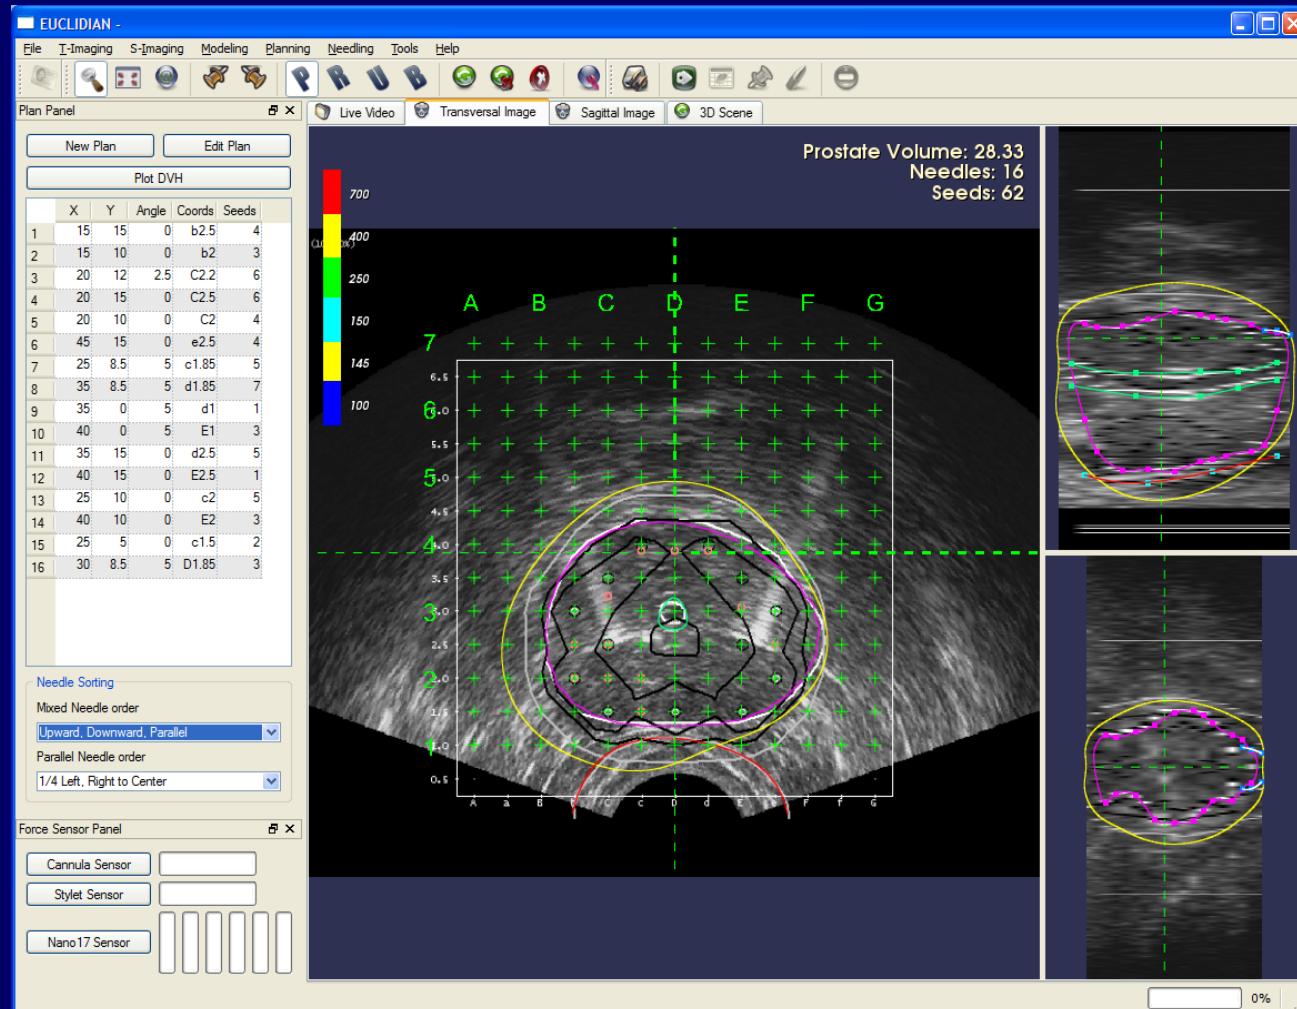 EUCLIDIAN -
File T-Imaging S-Imaging Modeling Planning Needling Tools Help
P R U B
Plan Panel
Live Video Transversal Image Sagittal Image 3D Scene
New Plan Edit Plan
Plot DVH
X Y Angle Coords Seeds
1 15 15 0 b2.5 4
2 15 10 0 b2 3
3 20 12 2.5 C2.2 6
4 20 15 0 C2.5 6
5 20 10 0 C2 4
6 45 15 0 e2.5 4
7 25 8.5 5 c1.85 5
8 35 8.5 5 d1.85 7
9 35 0 5 d1 1
10 40 0 5 E1 3
11 35 15 0 d2.5 5
12 40 15 0 E2.5 1
13 25 10 0 c2 5
14 40 10 0 E2 3
15 25 5 0 c1.5 2
16 30 8.5 5 D1.85 3
Needle Sorting
Mixed Needle order
Upward, Downward, Parallel
Parallel Needle order
1/4 Left, Right to Center
Force Sensor Panel
Cannula Sensor
Stylet Sensor
Nano17 Sensor
Prostate Volume: 28.33
Needles: 16
Seeds: 62
700
400
250
150
145
100
A B C D E F G
7
6.5
6
5.5
5
4.5
4
3.5
3
2.5
2
1.5
1
0.5
A a B b C c D d E e F f G
0%